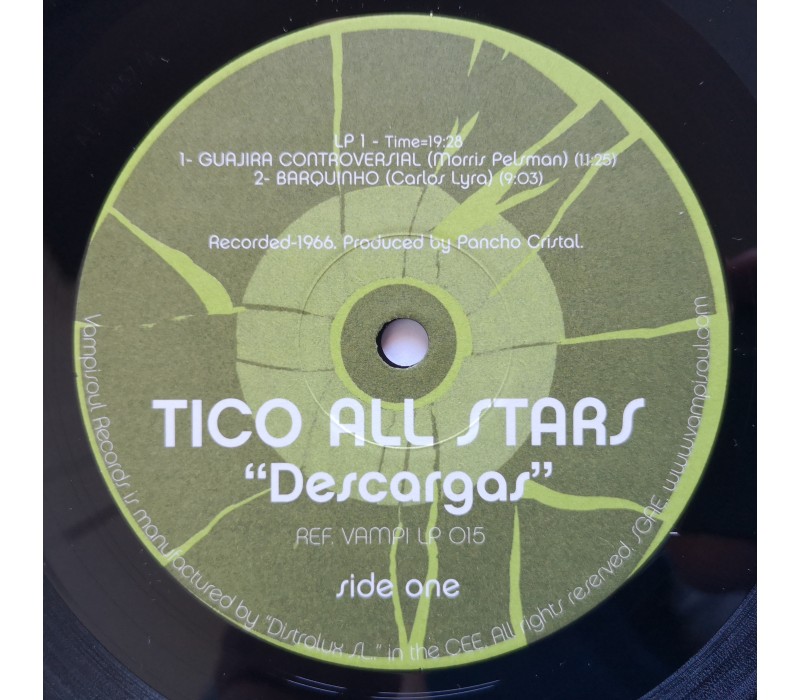 LP 1 - Time=19:28
1- GUAJIRA CONTROVERSIAL (Morris Pelsman) (11:25)
2- BARQUINHO (Carlos Lyra) (9:03)
Recorded-1966. Produced by Pancho Cristal.
TICO ALL STARS
“Descargas”
REF. VAMPI LP 015
side one
Vampisoul Records is manufactured by "Distrolux S.L." in the CEE. All rights reserved. SGAE. www.vampisoul.com